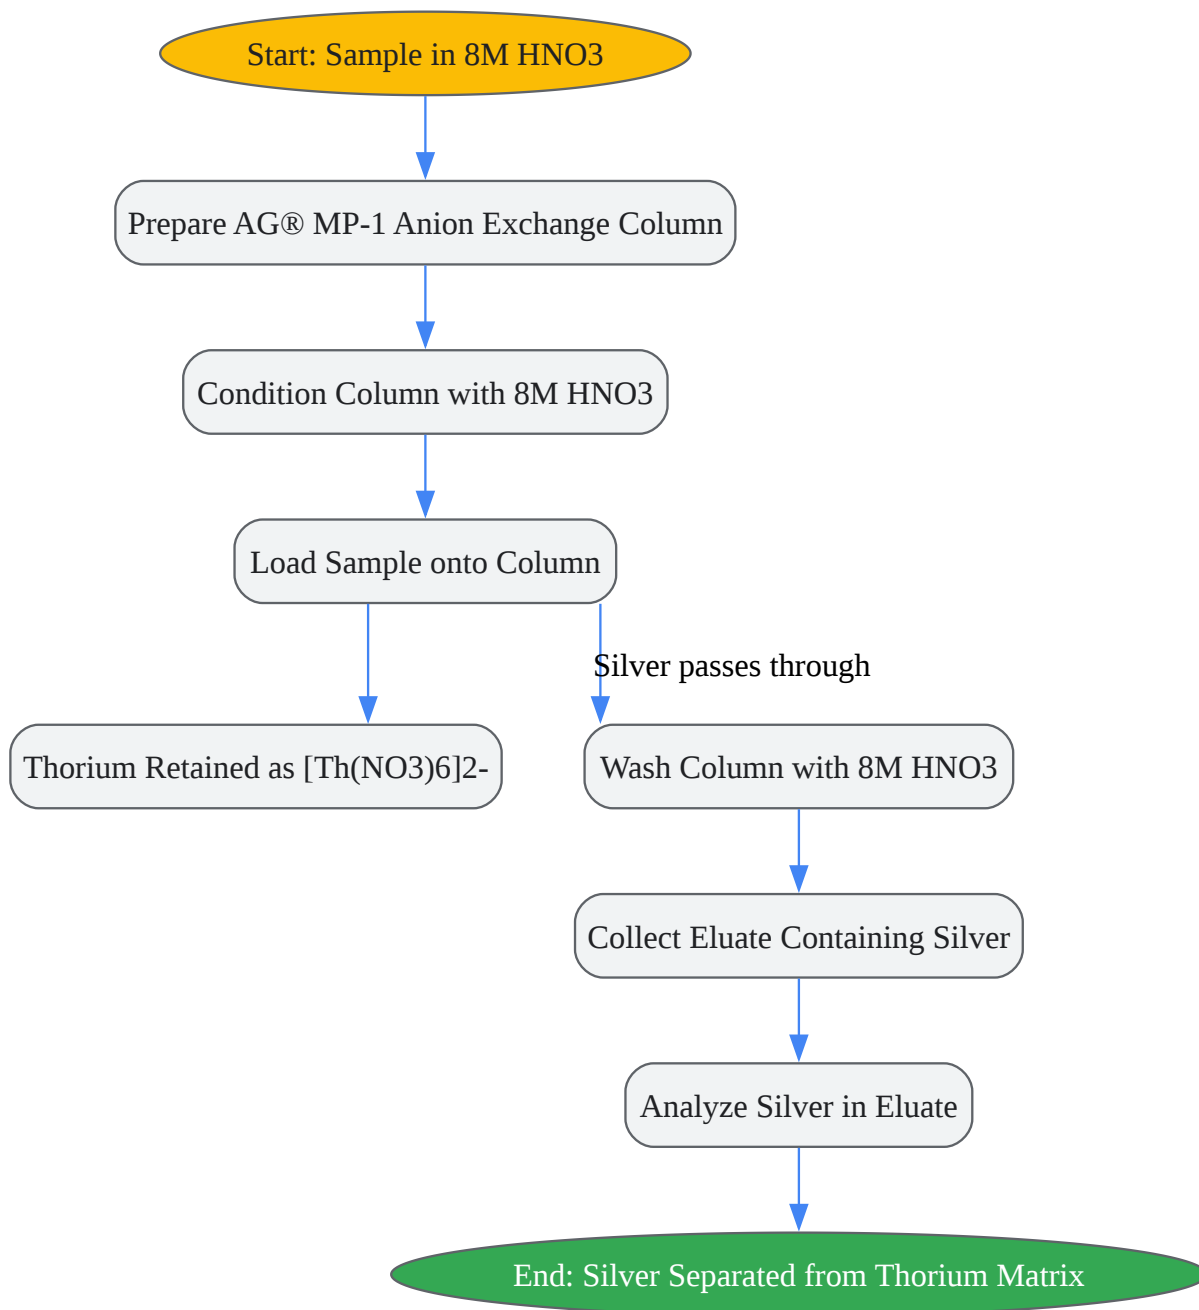 Start: Sample in 8M HNO3
Prepare AG® MP-1 Anion Exchange Column
Condition Column with 8M HNO3
Load Sample onto Column
Silver passes through
Thorium Retained as [Th(NO3)6]2-
Wash Column with 8M HNO3
Collect Eluate Containing Silver
Analyze Silver in Eluate
End: Silver Separated from Thorium Matrix